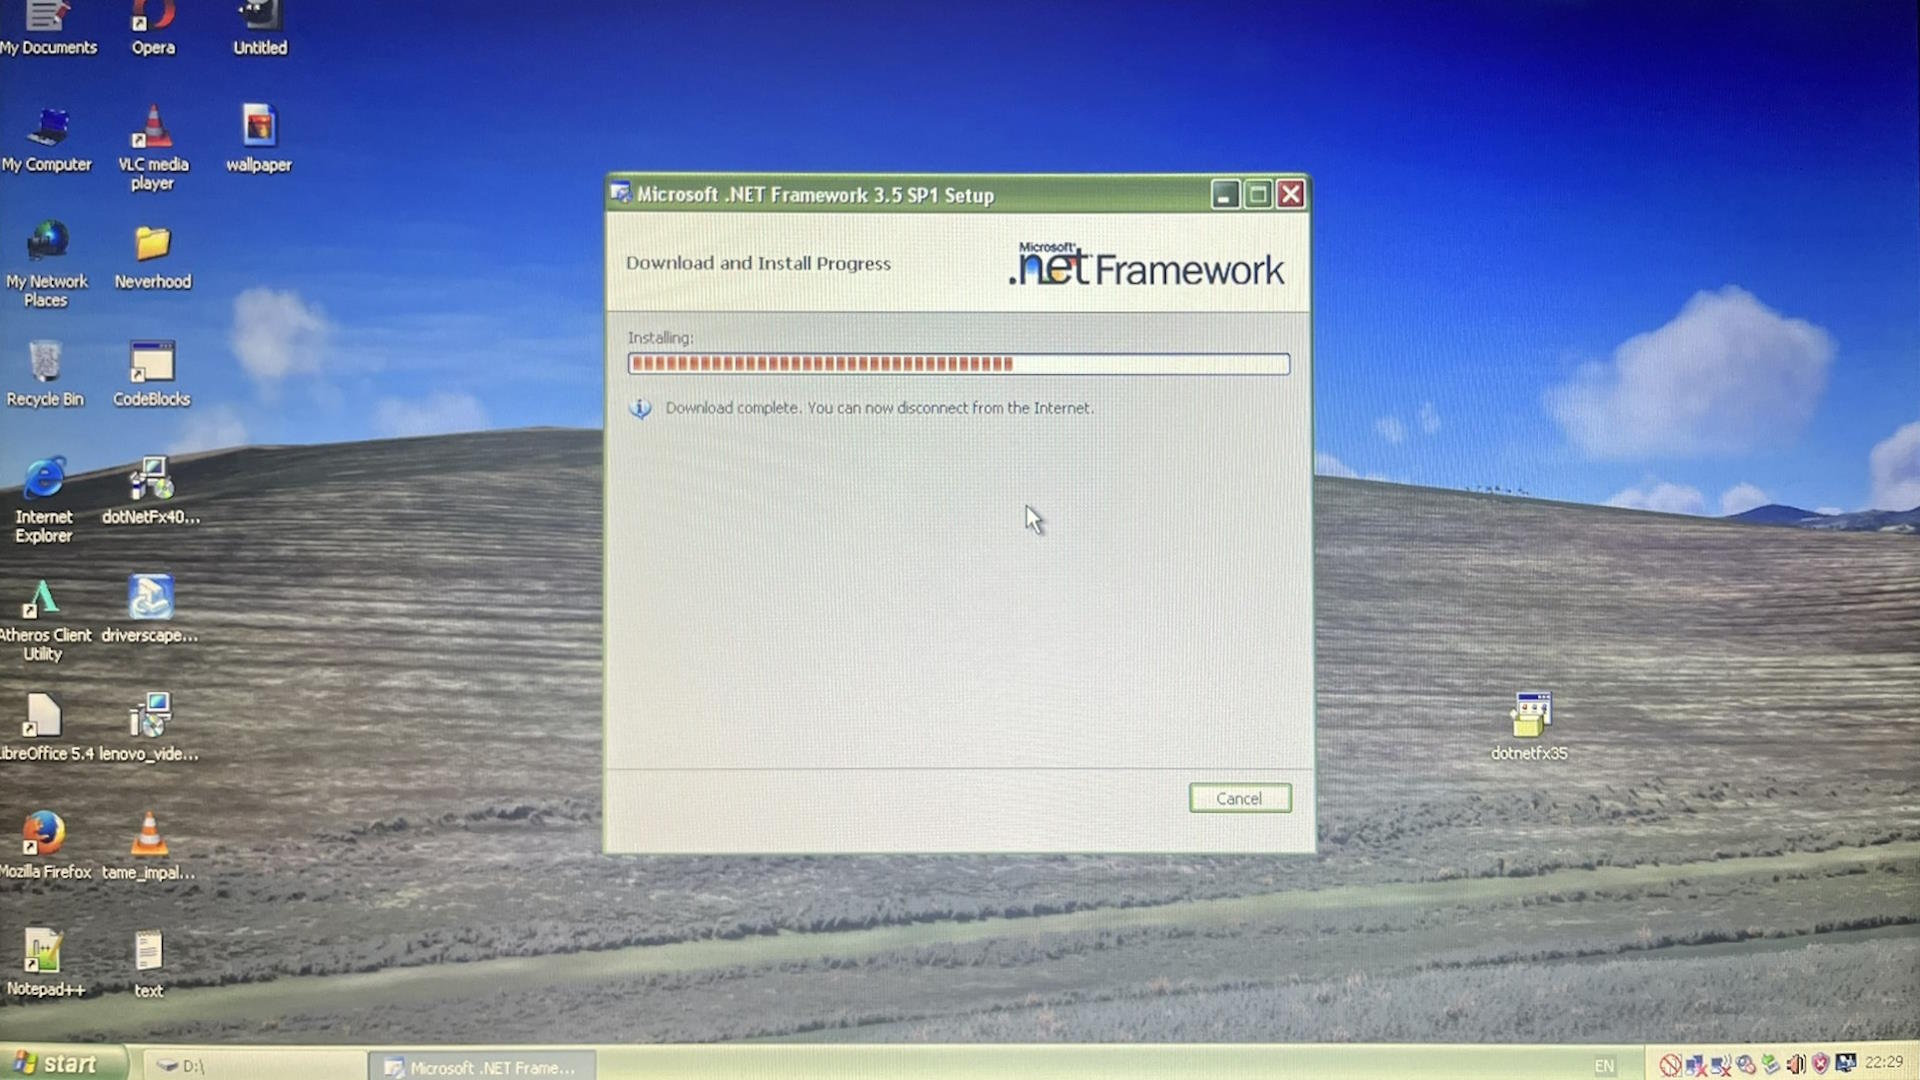 My Documents
Opera
Untitled
My Computer
VLC media
player
wallpaper
My Network
Places
Neverhood
Recycle Bin
CodeBlocks
Internet
Explorer
dotNetFx40...
Atheros Client
Utility
driverscape...
ibreOffice 5.4
lenovo_vide...
Mozilla Firefox
tame_impal...
Notepad++
text
Microsoft .NET Framework 3.5 SP1 Setup
Download and Install Progress
Microsoft
.net Framework
Installing:
Download complete. You can now disconnect from the Internet.
Cancel
dotnetfx35
start
D:\
Microsoft .NET Frame...
EN
22:29